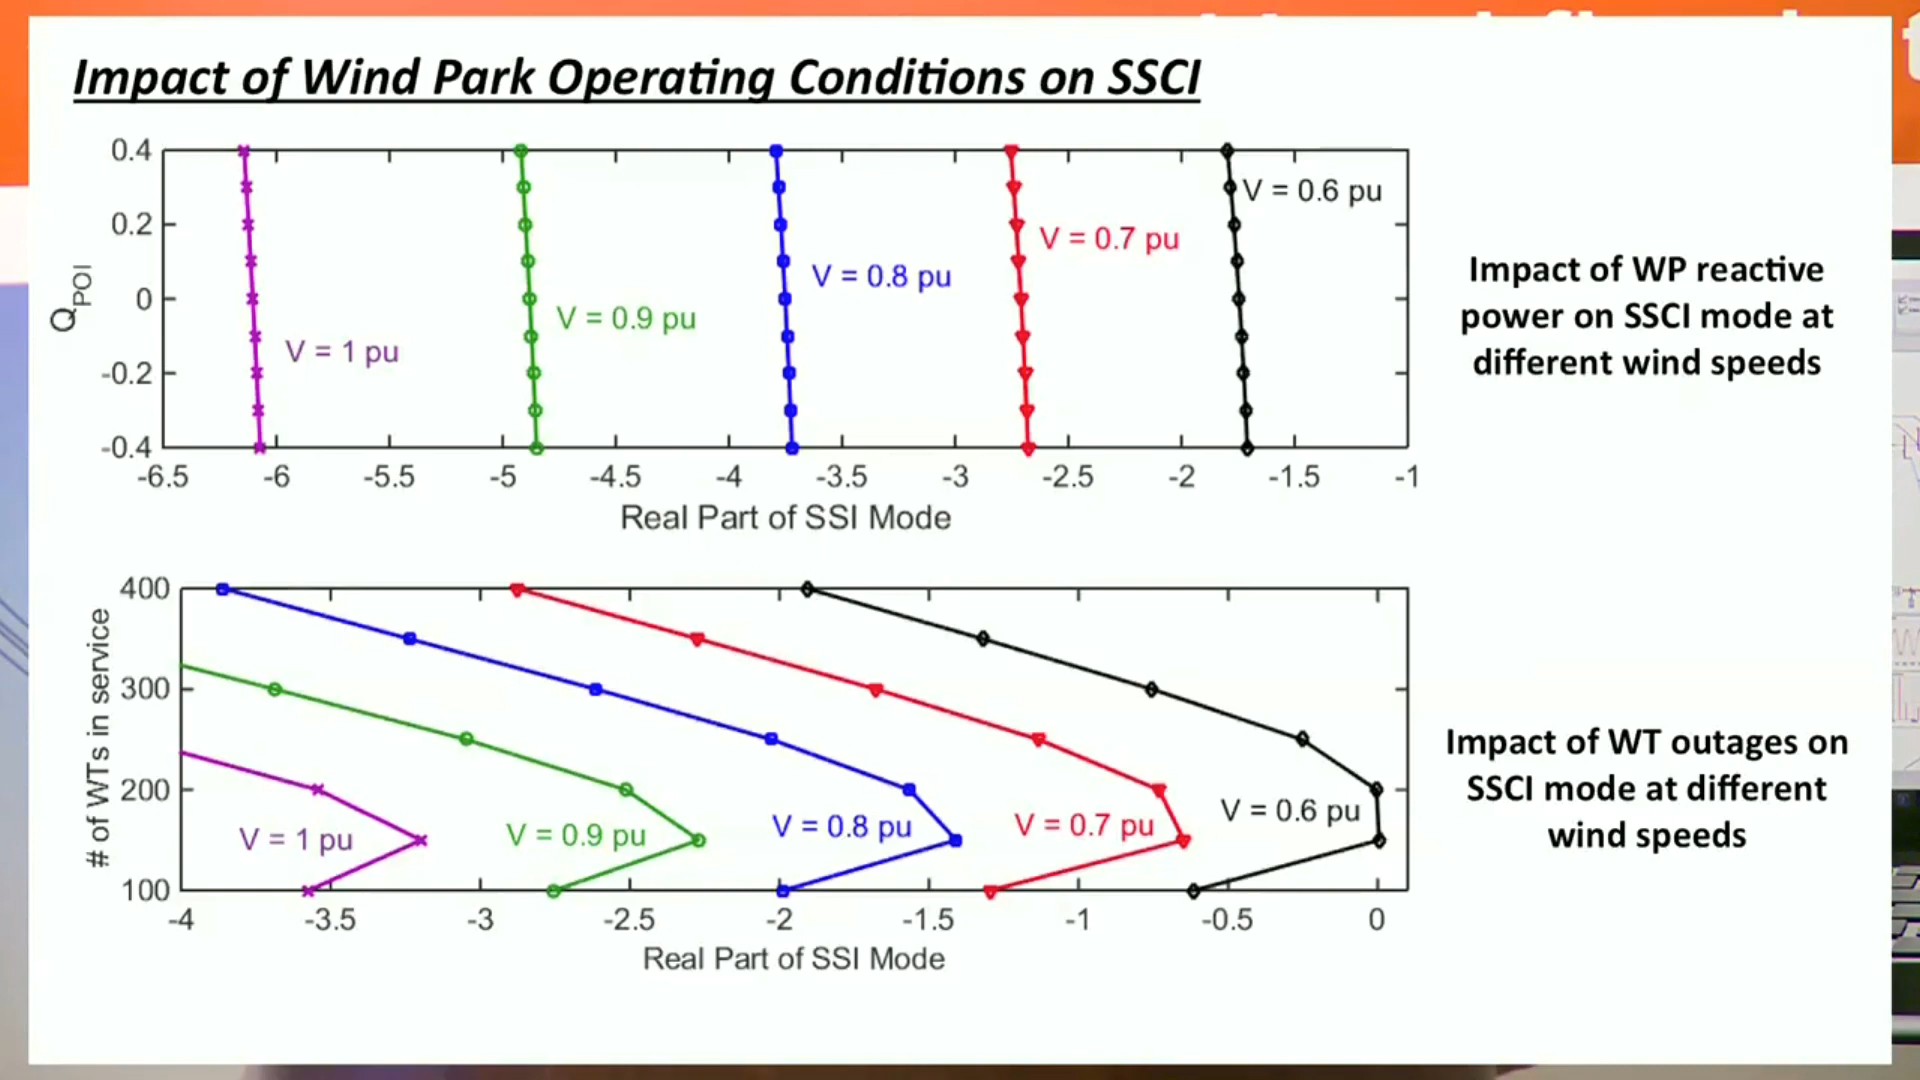 Impact of Wind Park Operating Conditions on SSCI
0.4
0.2
0
-0.2
-0.4
QPOI
V = 1 pu
V = 0.9 pu
V = 0.8 pu
V = 0.7 pu
V = 0.6 pu
-6.5 -6 -5.5 -5 -4.5 -4 -3.5 -3 -2.5 -2 -1.5 -1
Real Part of SSI Mode
Impact of WP reactive
power on SSCI mode at
different wind speeds
400
300
200
100
# of WTs in service
V = 1 pu
V = 0.9 pu
V = 0.8 pu
V = 0.7 pu
V = 0.6 pu
-4 -3.5 -3 -2.5 -2 -1.5 -1 -0.5 0
Real Part of SSI Mode
Impact of WT outages on
SSCI mode at different
wind speeds